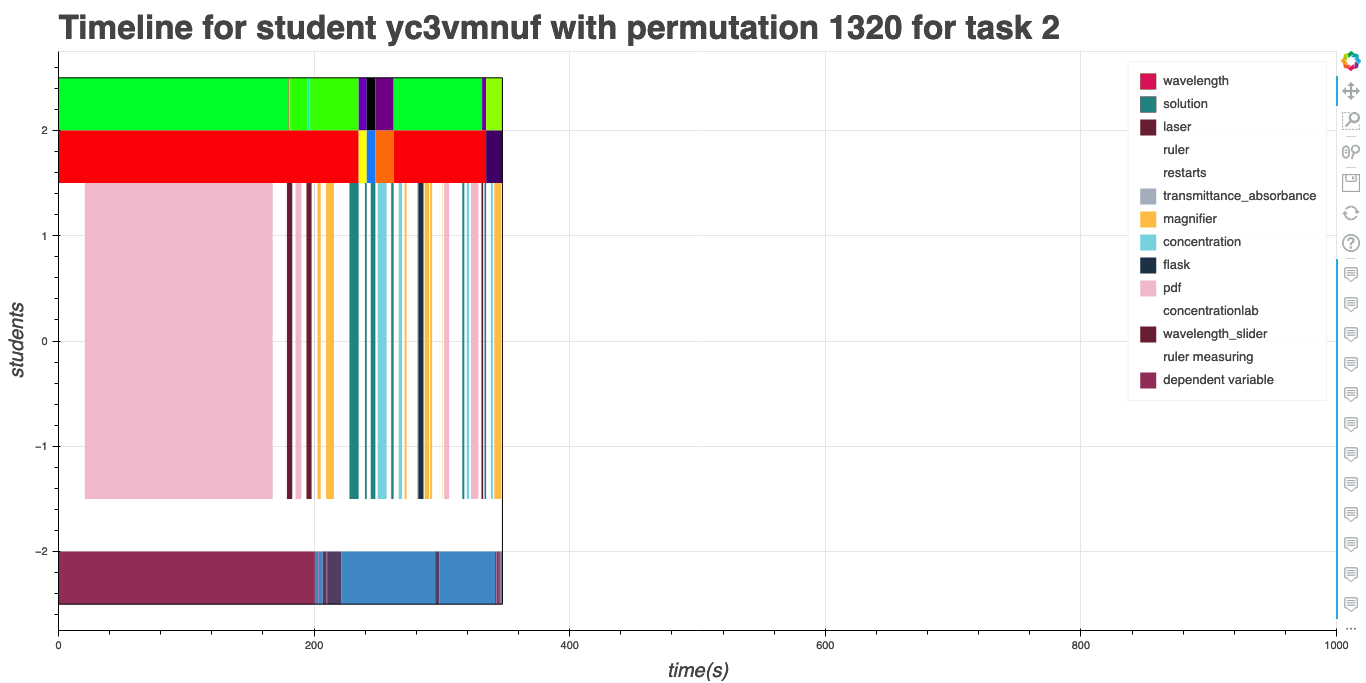 Timeline for student yc3vmnuf with permutation 1320 for task 2
wavelength
solution
laser
ruler
restarts
transmittance_absorbance
magnifier
concentration
flask
pdf
concentrationlab
wavelength_slider
ruler measuring
dependent variable
students
2
1
0
−1
−2
0
200
400
600
800
1000
time(s)